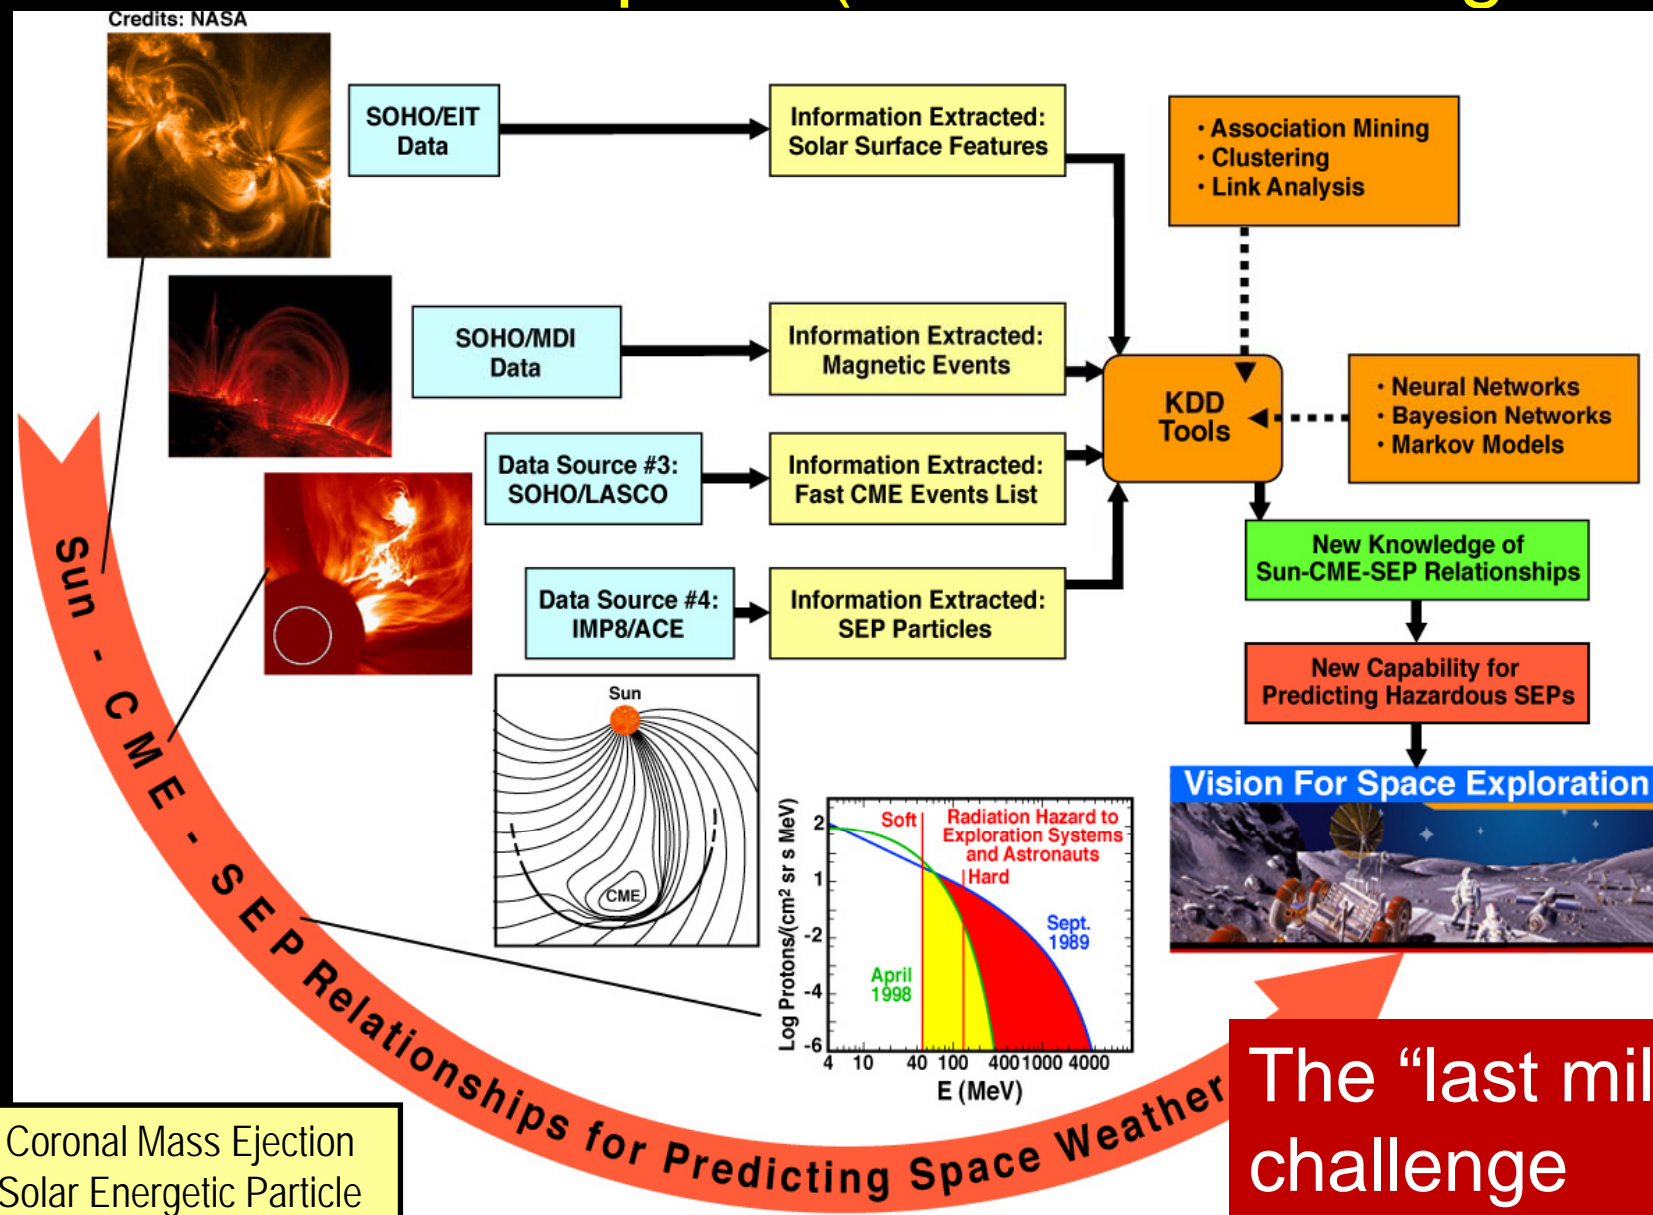 Credits: NASA
SOHO/EIT
Data
Information Extracted:
Solar Surface Features
• Association Mining
• Clustering
• Link Analysis
SOHO/MDI
Data
Information Extracted:
Magnetic Events
KDD
Tools
• Neural Networks
• Bayesion Networks
• Markov Models
Data Source #3:
SOHO/LASCO
Information Extracted:
Fast CME Events List
Data Source #4:
IMP8/ACE
Information Extracted:
SEP Particles
New Knowledge of
Sun-CME-SEP Relationships
New Capability for
Predicting Hazardous SEPs
Vision For Space Exploration
Sun
CME
Log Protons/(cm² sr s MeV)
2
1
-2
-4
-6
Soft
Radiation Hazard to
Exploration Systems
and Astronauts
Hard
Sept.
1989
April
1998
4 10 40 100 400 1000 4000
E (MeV)
Sun - CME - SEP Relationships for Predicting Space Weather
Coronal Mass Ejection
Solar Energetic Particle
The “last mil
challenge